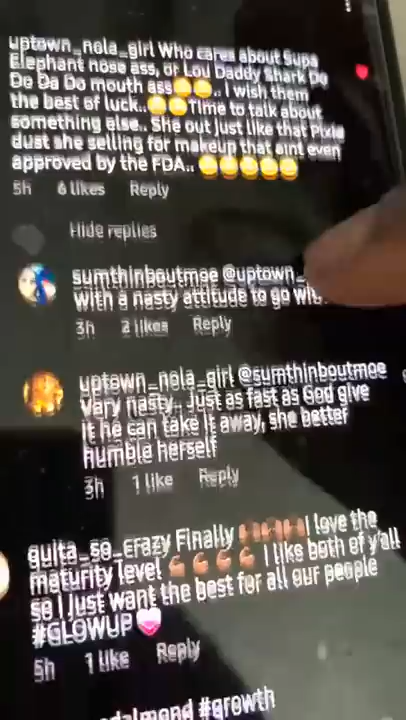 uptown_nola_girl Who cares about Supa
Elephant nose ass, or Lou Daddy Shark Do
Do Da Do mouth ass😄😄.. I wish them
the best of luck..😄😄Time to talk about
something else.. She out just like that Pixie
dust she selling for makeup that aint even
approved by the FDA.. 😄😄😄😄😄
5h 6 likes Reply
Hide replies
sumthinboutmee @uptown_
with a nasty attitude to go
3h 2 likes Reply
uptown_nola_girl @sumthinboutmee
Vary nasty.. Just as fast as God give
it he can take it away, she better
humble herself
3h 1 like Reply
quita_so_crazy Finally 🙌🏾🙌🏾🙌🏾🙌🏾I love the
maturity level 💪🏾💪🏾💪🏾💪🏾 I like both of y'all
so I just want the best for all our people
#GLOWUP💓
5h 1 like Reply
#growth